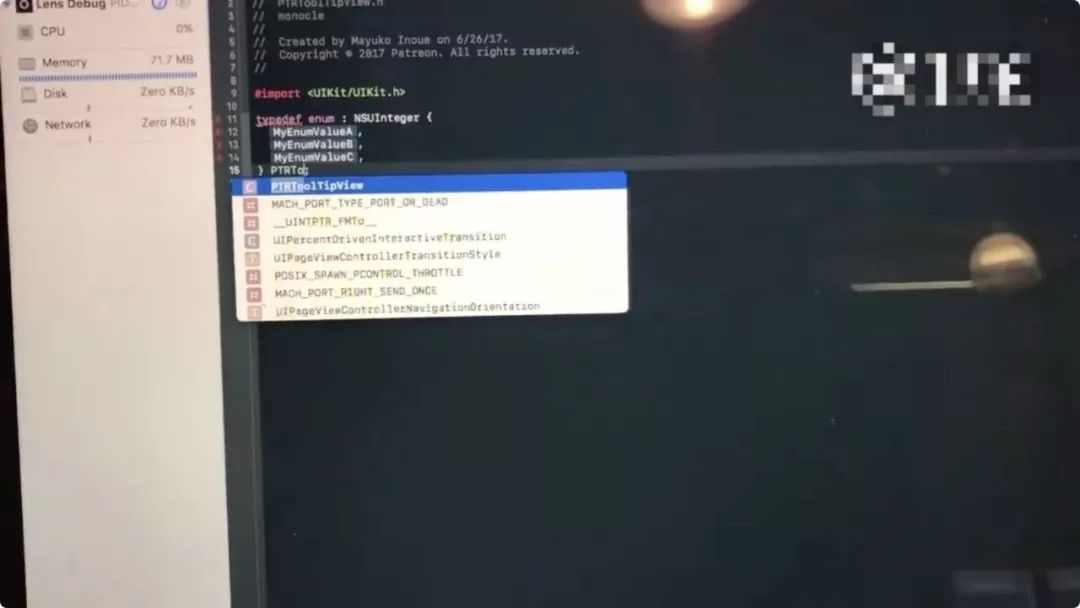 Lens Debug PID...
CPU 0%
Memory 71.7 MB
Disk Zero KB/s
Network Zero KB/s
2 // PTRToolTipView.h
3 // monocle
4 //
5 // Created by Mayuko Inoue on 6/26/17.
6 // Copyright © 2017 Patreon. All rights reserved.
7 //
8
9 #import <UIKit/UIKit.h>
10
11 typedef enum : NSUInteger {
12 MyEnumValueA,
13 MyEnumValueB,
14 MyEnumValueC,
15 } PTRTo;
C PTRToolTipView
# MACH_PORT_TYPE_PORT_OR_DEAD
# __UINTPTR_FMTo__
C UIPercentDrivenInteractiveTransition
T UIPageViewControllerTransitionStyle
# POSIX_SPAWN_PCONTROL_THROTTLE
# MACH_PORT_RIGHT_SEND_ONCE
T UIPageViewControllerNavigationOrientation